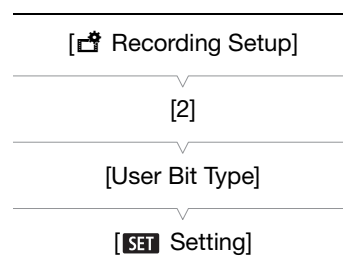 [ Recording Setup]
[2]
[User Bit Type]
[SET Setting]